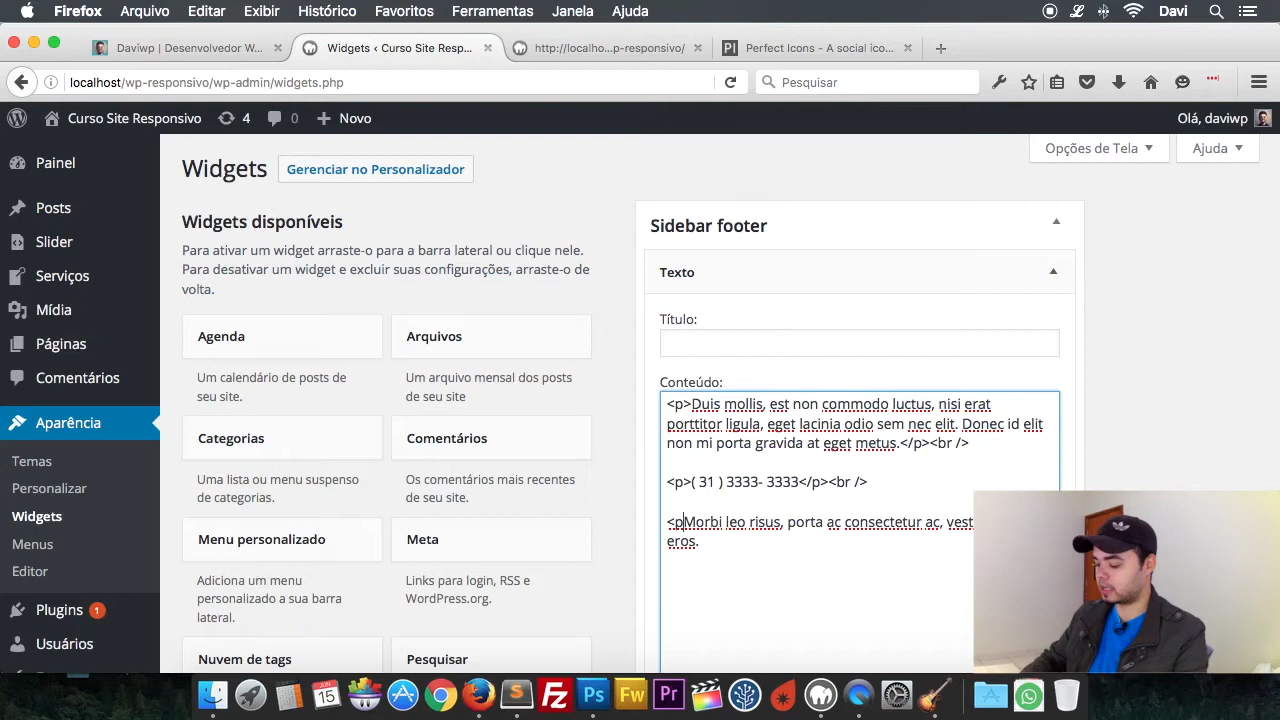 Firefox Arquivo Editar Exibir Histórico Favoritos Ferramentas Janela Ajuda Davi
Daviwp | Desenvolvedor W...
Widgets ‹ Curso Site Resp...
http://localho...p-responsivo/
Perfect Icons - A social ico...
localhost/wp-responsivo/wp-admin/widgets.php
Pesquisar
Curso Site Responsivo 4 0 Novo
Olá, daviwp
Painel
Posts
Slider
Serviços
Mídia
Páginas
Comentários
Aparência
Temas
Personalizar
Widgets
Menus
Editor
Plugins 1
Usuários
Opções de Tela
Ajuda
Widgets
Gerenciar no Personalizador
Widgets disponíveis
Para ativar um widget arraste-o para a barra lateral ou clique nele.
Para desativar um widget e excluir suas configurações, arraste-o de
volta.
Agenda
Um calendário de posts de
seu site.
Arquivos
Um arquivo mensal dos posts
de seu site
Categorias
Uma lista ou menu suspenso
de categorias.
Comentários
Os comentários mais recentes
de seu site.
Menu personalizado
Adiciona um menu
personalizado a sua barra
lateral.
Meta
Links para login, RSS e
WordPress.org.
Nuvem de tags
Pesquisar
Sidebar footer
Texto
Título:
Conteúdo:
<p>Duis mollis, est non commodo luctus, nisi erat
porttitor ligula, eget lacinia odio sem nec elit. Donec id elit
non mi porta gravida at eget metus.</p><br />
<p>( 31 ) 3333- 3333</p><br />
<pMorbi leo risus, porta ac consectetur ac, vest
eros.
JUN
15
Ps
Fw
Pr